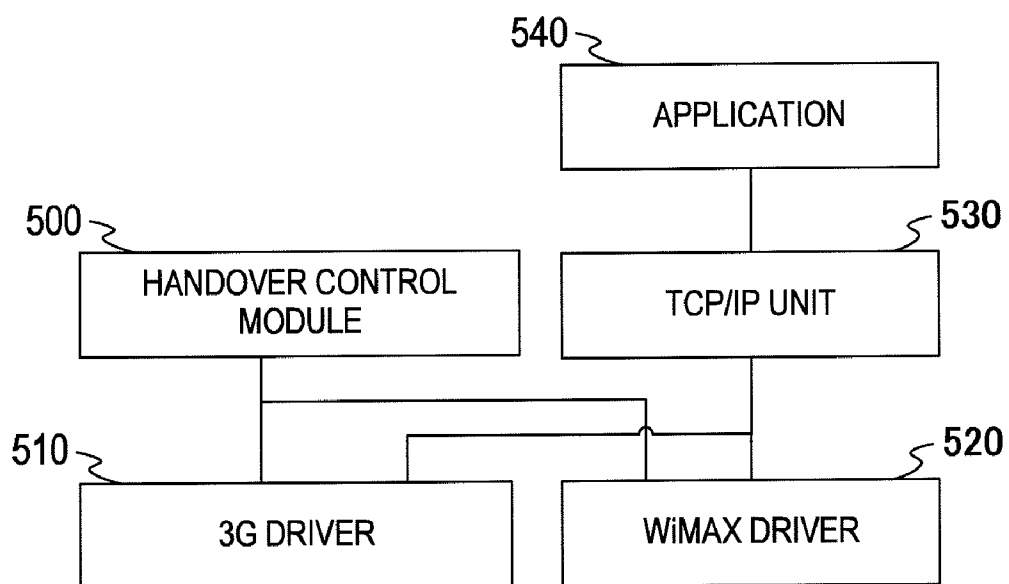 540
APPLICATION
500
530
HANDOVER CONTROL
MODULE
TCP/IP UNIT
510
520
3G DRIVER
WiMAX DRIVER